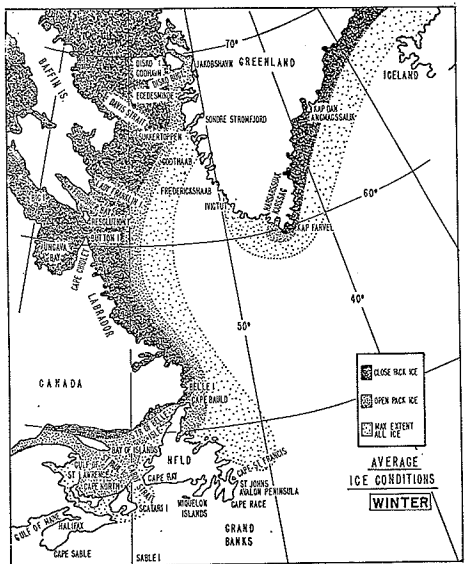 70°
GREENLAND
ICELAND
BAFFIN IS.
DISKO I
GODHAVN
DISKO BUGT
EGEDESMINDE
JAKOBSHAVN
DAVIS STRAIT
SUKKERTOPPEN
SONDRE STROMFJORD
KAP DAN
ANGMAGSSALIK
GODTHAAB
FREDERICKSHAAB
IVIGTUT
KAP FARVEL
60°
RESOLUTION I
BUTTON I
UNGAVA
BAY
CAPE CHIDLEY
LABRADOR
50°
40°
CANADA
BELLE I
CAPE BAULD
CLOSE PACK ICE
OPEN PACK ICE
MAX EXTENT
ALL ICE
AVERAGE
ICE CONDITIONS
WINTER
BAY OF ISLANDS
NFLD
GULF OF
ST LAWRENCE
CAPE NORTH
CAPE RAY
CAPE ST FRANCIS
ST JOHNS
AVALON PENINSULA
CAPE RACE
MIQUELON
ISLANDS
SCATARI I
GULF OF MAINE
HALIFAX
CAPE SABLE
SABLE I
GRAND
BANKS